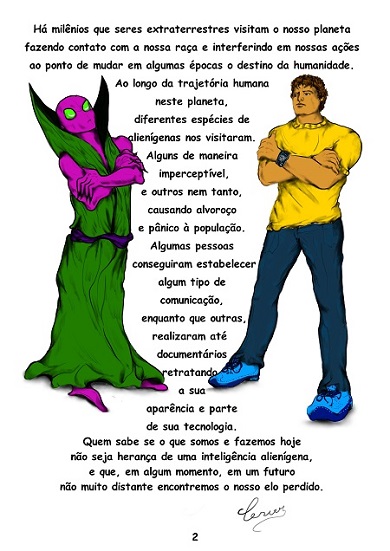 Há milênios que seres extraterrestres visitam o nosso planeta
fazendo contato com a nossa raça e interferindo em nossas ações
ao ponto de mudar em algumas épocas o destino da humanidade.
Ao longo da trajetória humana
neste planeta,
diferentes espécies de
alienígenas nos visitaram.
Alguns de maneira
imperceptível,
e outros nem tanto,
causando alvoroço
e pânico à população.
Algumas pessoas
conseguiram estabelecer
algum tipo de
comunicação,
enquanto que outras,
realizaram até
documentários
retratando
a sua
aparência e parte
de sua tecnologia.
Quem sabe se o que somos e fazemos hoje
não seja herança de uma inteligência alienígena,
e que, em algum momento, em um futuro
não muito distante encontremos o nosso elo perdido.
2